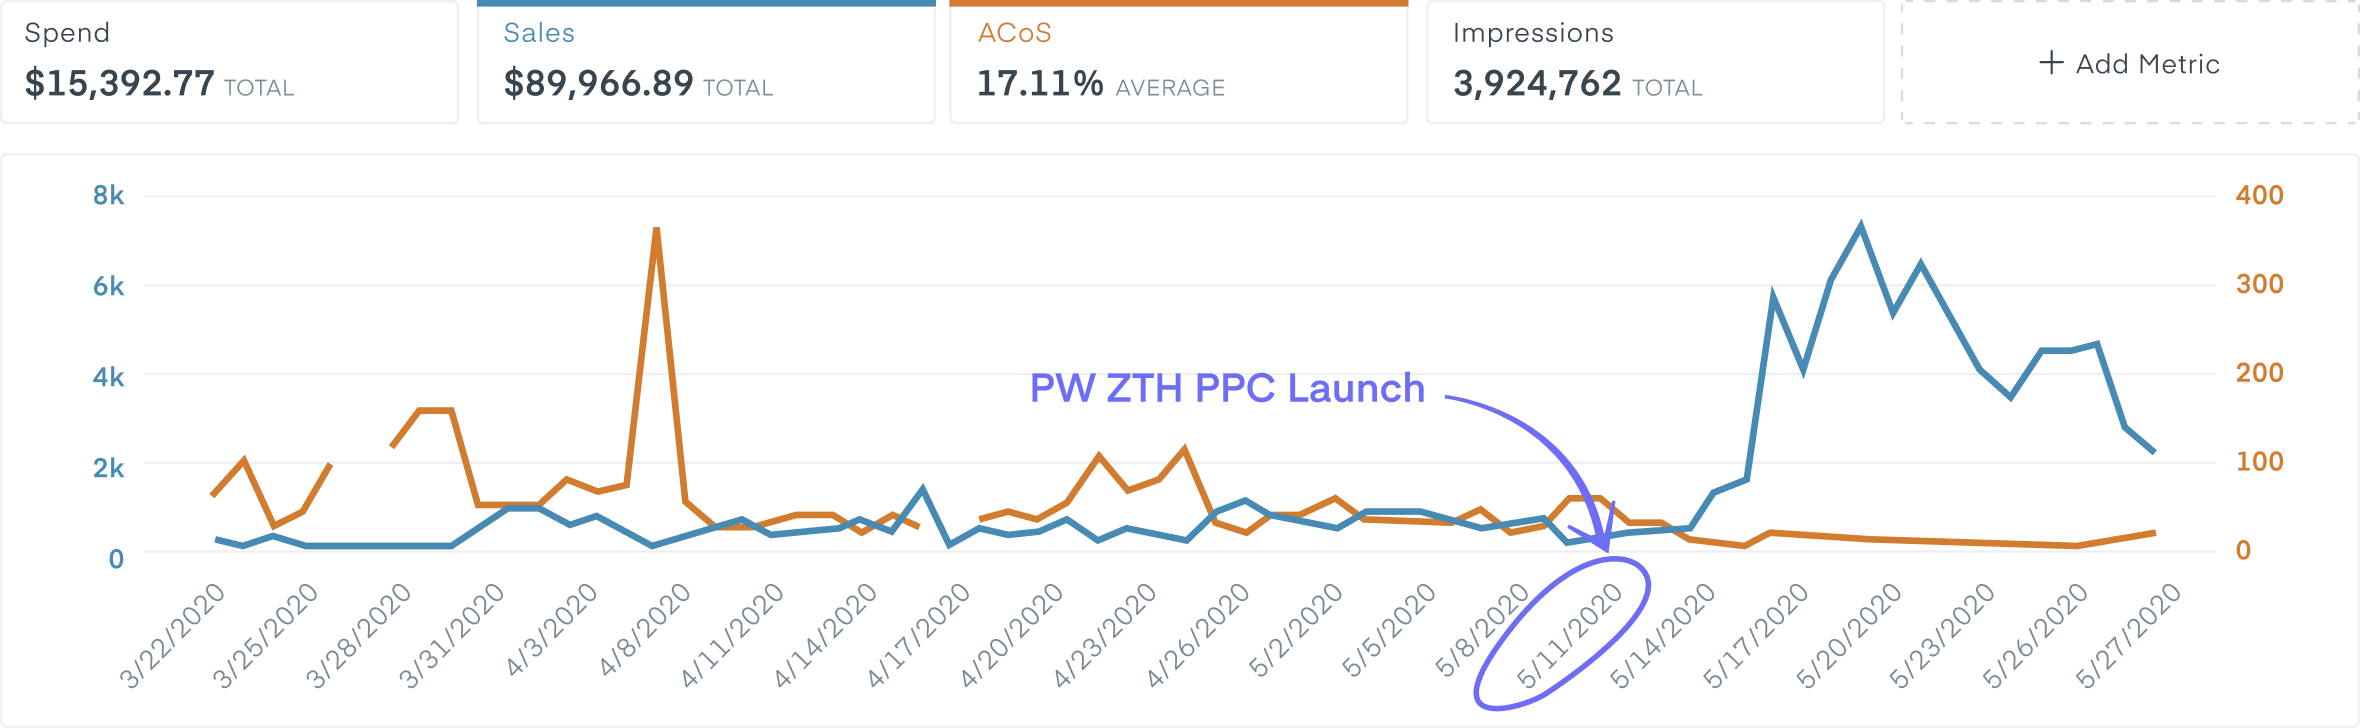 Spend
$15,392.77 TOTAL
Sales
$89,966.89 TOTAL
ACoS
17.11% AVERAGE
Impressions
3,924,762 TOTAL
+ Add Metric
8k
6k
4k
2k
0
400
300
200
100
0
PW ZTH PPC Launch
3/22/2020
3/25/2020
3/28/2020
3/31/2020
4/3/2020
4/8/2020
4/11/2020
4/14/2020
4/17/2020
4/20/2020
4/23/2020
4/26/2020
5/2/2020
5/5/2020
5/8/2020
5/11/2020
5/14/2020
5/17/2020
5/20/2020
5/23/2020
5/26/2020
5/27/2020